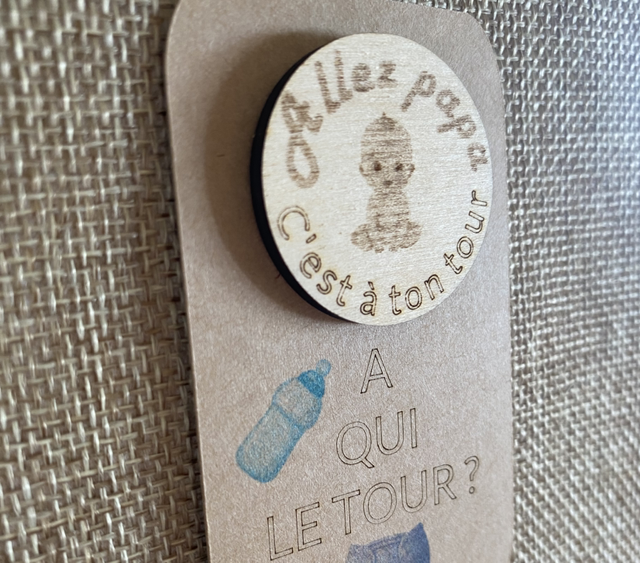 Allez papa
C'est à ton tour
A
QUI
LE TOUR ?